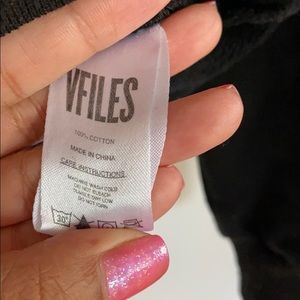 VFILES
100% COTTON
MADE IN CHINA
CARE INSTRUCTIONS:
MACHINE WASH COLD
DO NOT BLEACH
TUMBLE DRY LOW
DO NOT IRON
30°